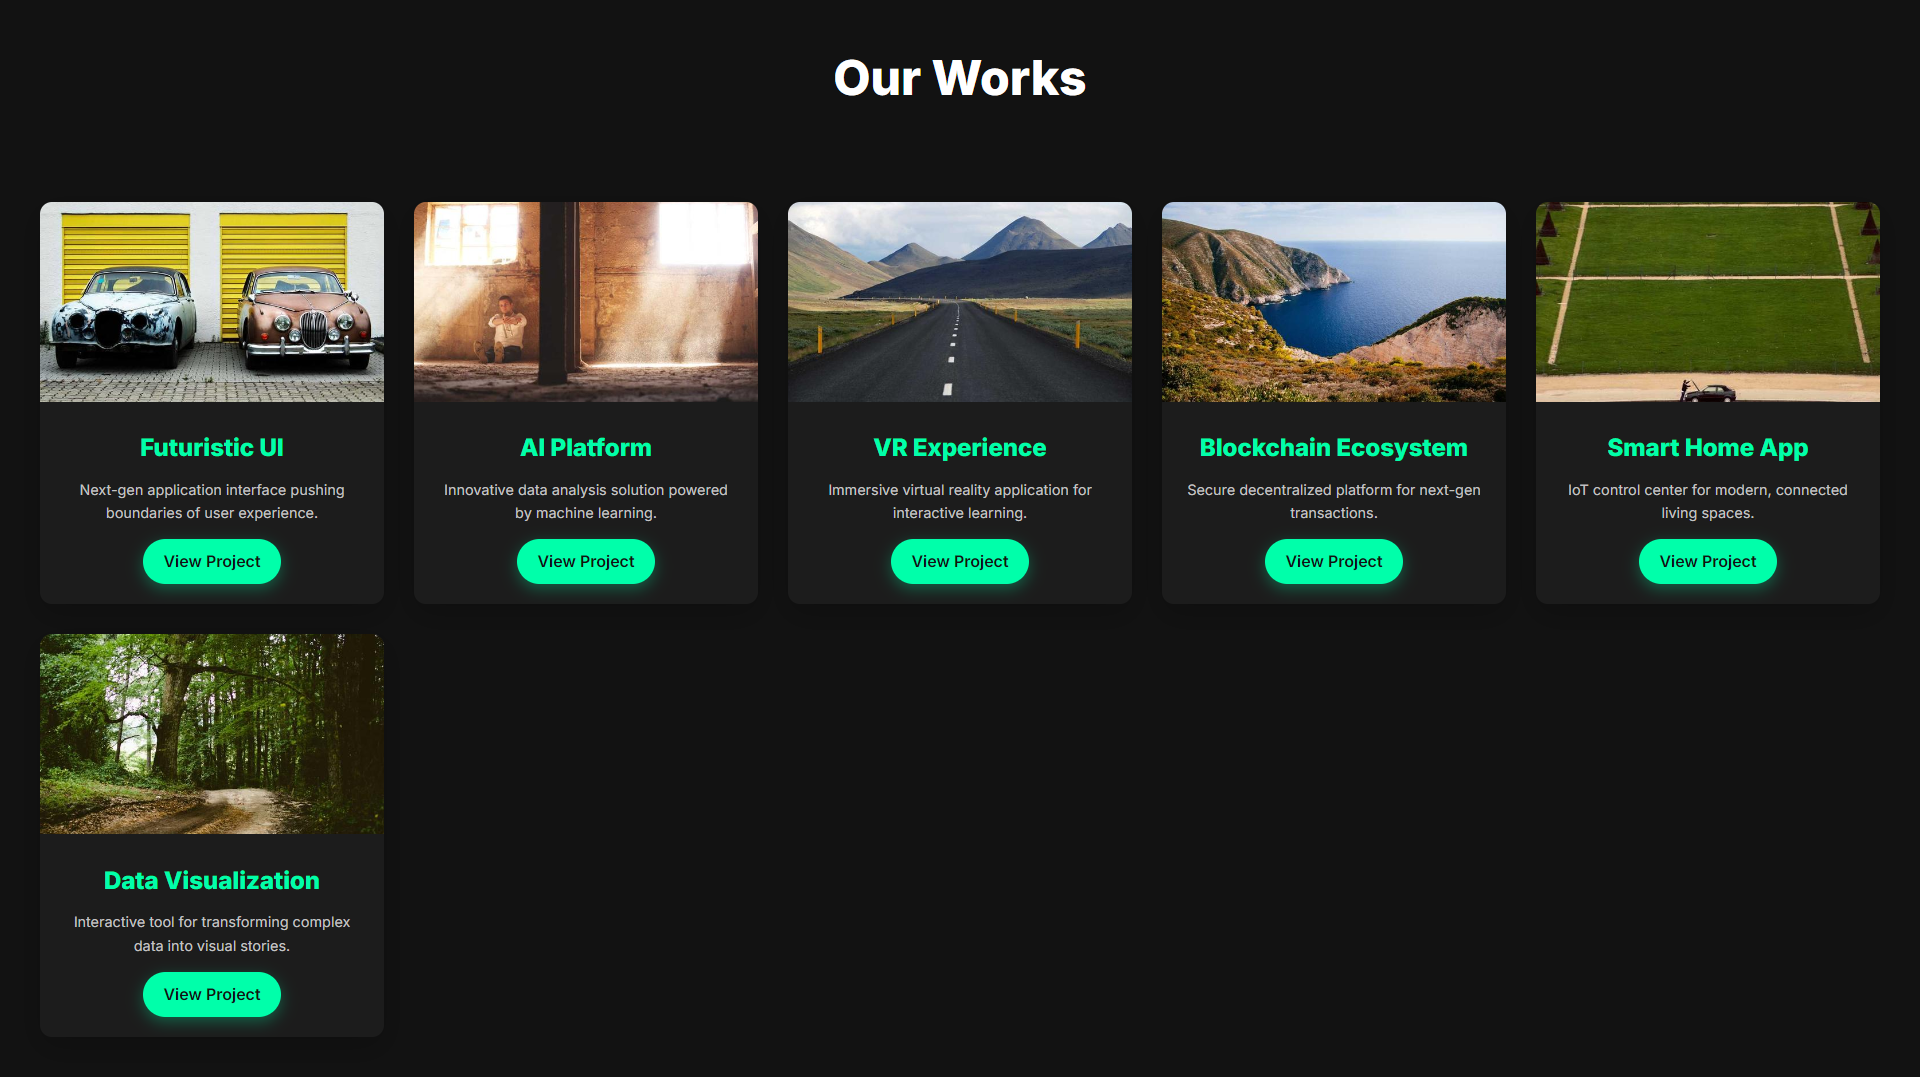 Our Works
Futuristic UI
Next-gen application interface pushing
boundaries of user experience.
View Project
AI Platform
Innovative data analysis solution powered
by machine learning.
View Project
VR Experience
Immersive virtual reality application for
interactive learning.
View Project
Blockchain Ecosystem
Secure decentralized platform for next-gen
transactions.
View Project
Smart Home App
IoT control center for modern, connected
living spaces.
View Project
Data Visualization
Interactive tool for transforming complex
data into visual stories.
View Project